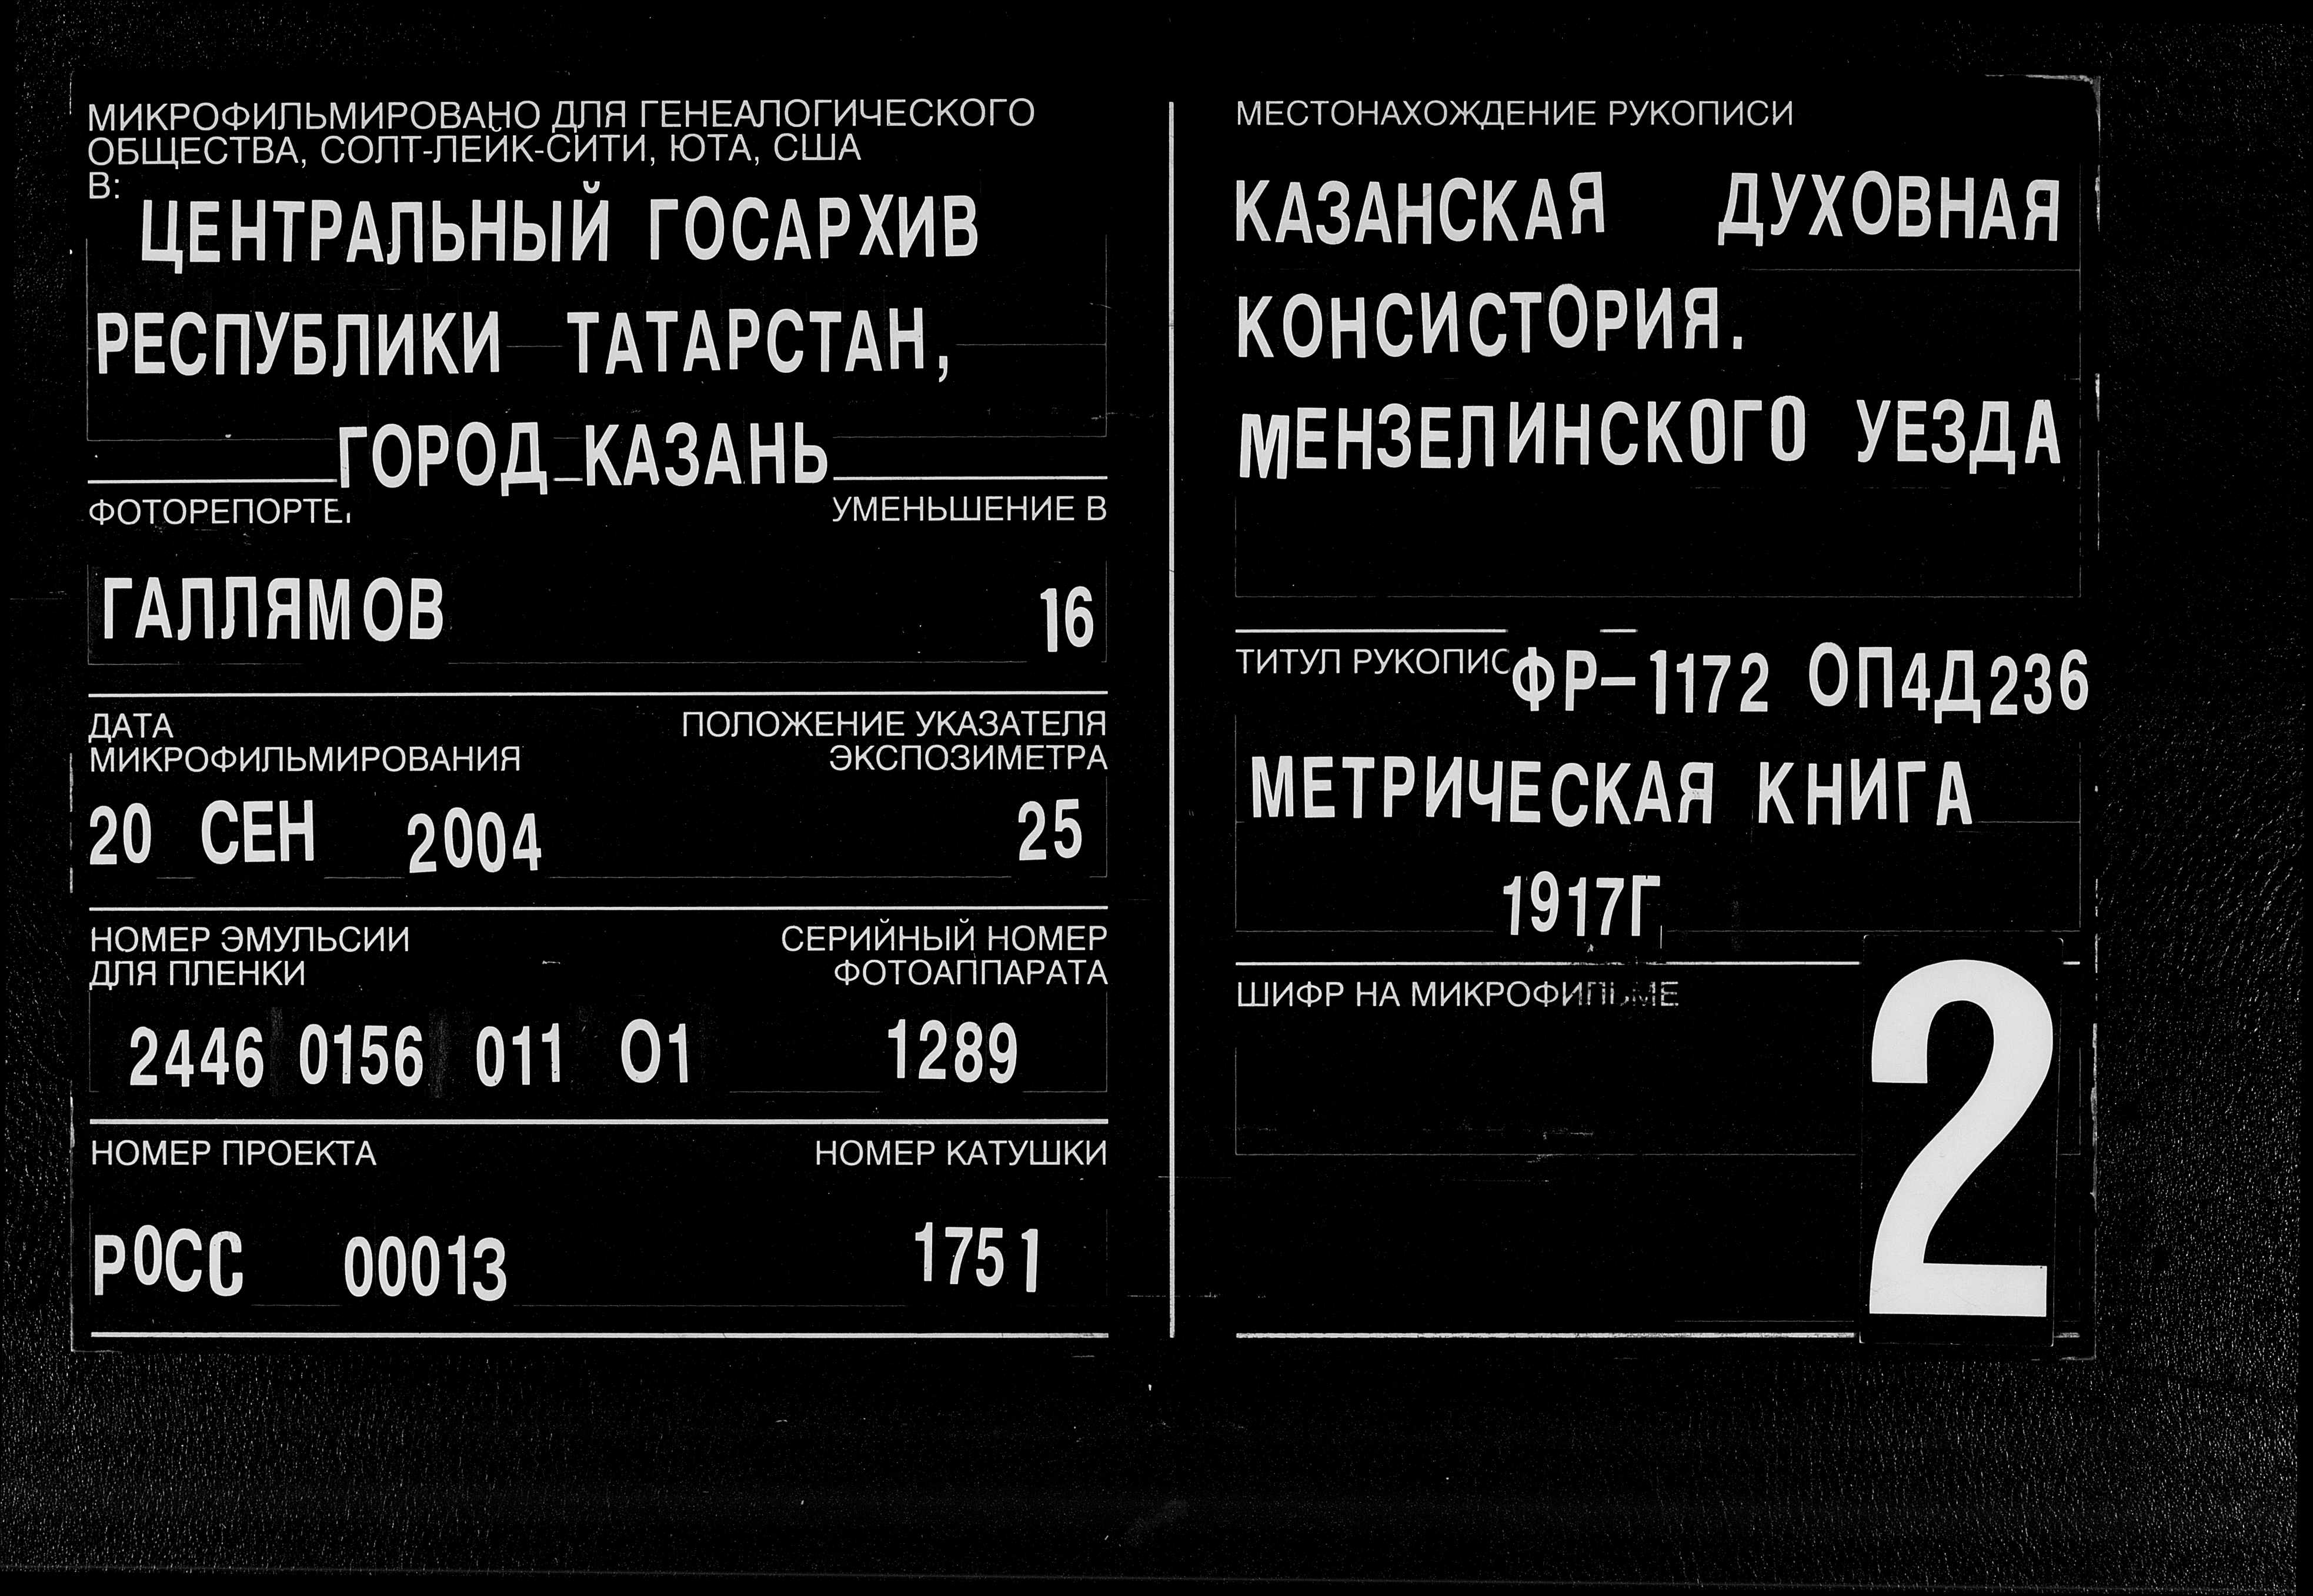 МИКРОФИЛЬМИРОВАНО ДЛЯ ГЕНЕАЛОГИЧЕСКОГО
ОБЩЕСТВА, СОЛТ-ЛЕЙК-СИТИ, ЮТА, США
В:
ЦЕНТРАЛЬНЫЙ ГОСАРХИВ
РЕСПУБЛИКИ ТАТАРСТАН,
ГОРОД КАЗАНЬ
ФОТОРЕПОРТЕ УМЕНЬШЕНИЕ В
ГАЛЛЯМОВ 16
ДАТА ПОЛОЖЕНИЕ УКАЗАТЕЛЯ
МИКРОФИЛЬМИРОВАНИЯ ЭКСПОЗИМЕТРА
20 СЕН 2004 25
НОМЕР ЭМУЛЬСИИ СЕРИЙНЫЙ НОМЕР
ДЛЯ ПЛЕНКИ ФОТОАППАРАТА
2446 0156 011 01 1289
НОМЕР ПРОЕКТА НОМЕР КАТУШКИ
РОСС 00013 1751
МЕСТОНАХОЖДЕНИЕ РУКОПИСИ
КАЗАНСКАЯ ДУХОВНАЯ
КОНСИСТОРИЯ.
МЕНЗЕЛИНСКОГО УЕЗДА
ТИТУЛ РУКОПИС ФР-1172 ОП4Д236
МЕТРИЧЕСКАЯ КНИГА
1917Г
ШИФР НА МИКРОФИЛЬМЕ
2